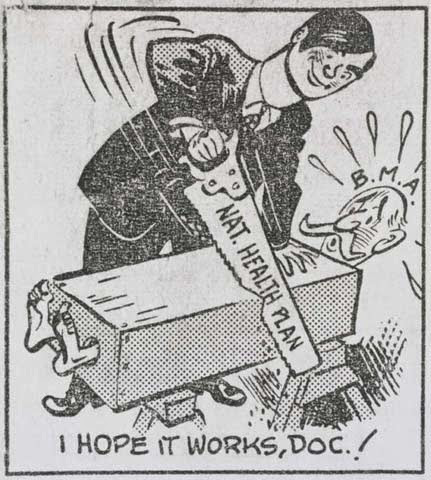 B.M.A.
NAT. HEALTH PLAN
I HOPE IT WORKS, DOC.!